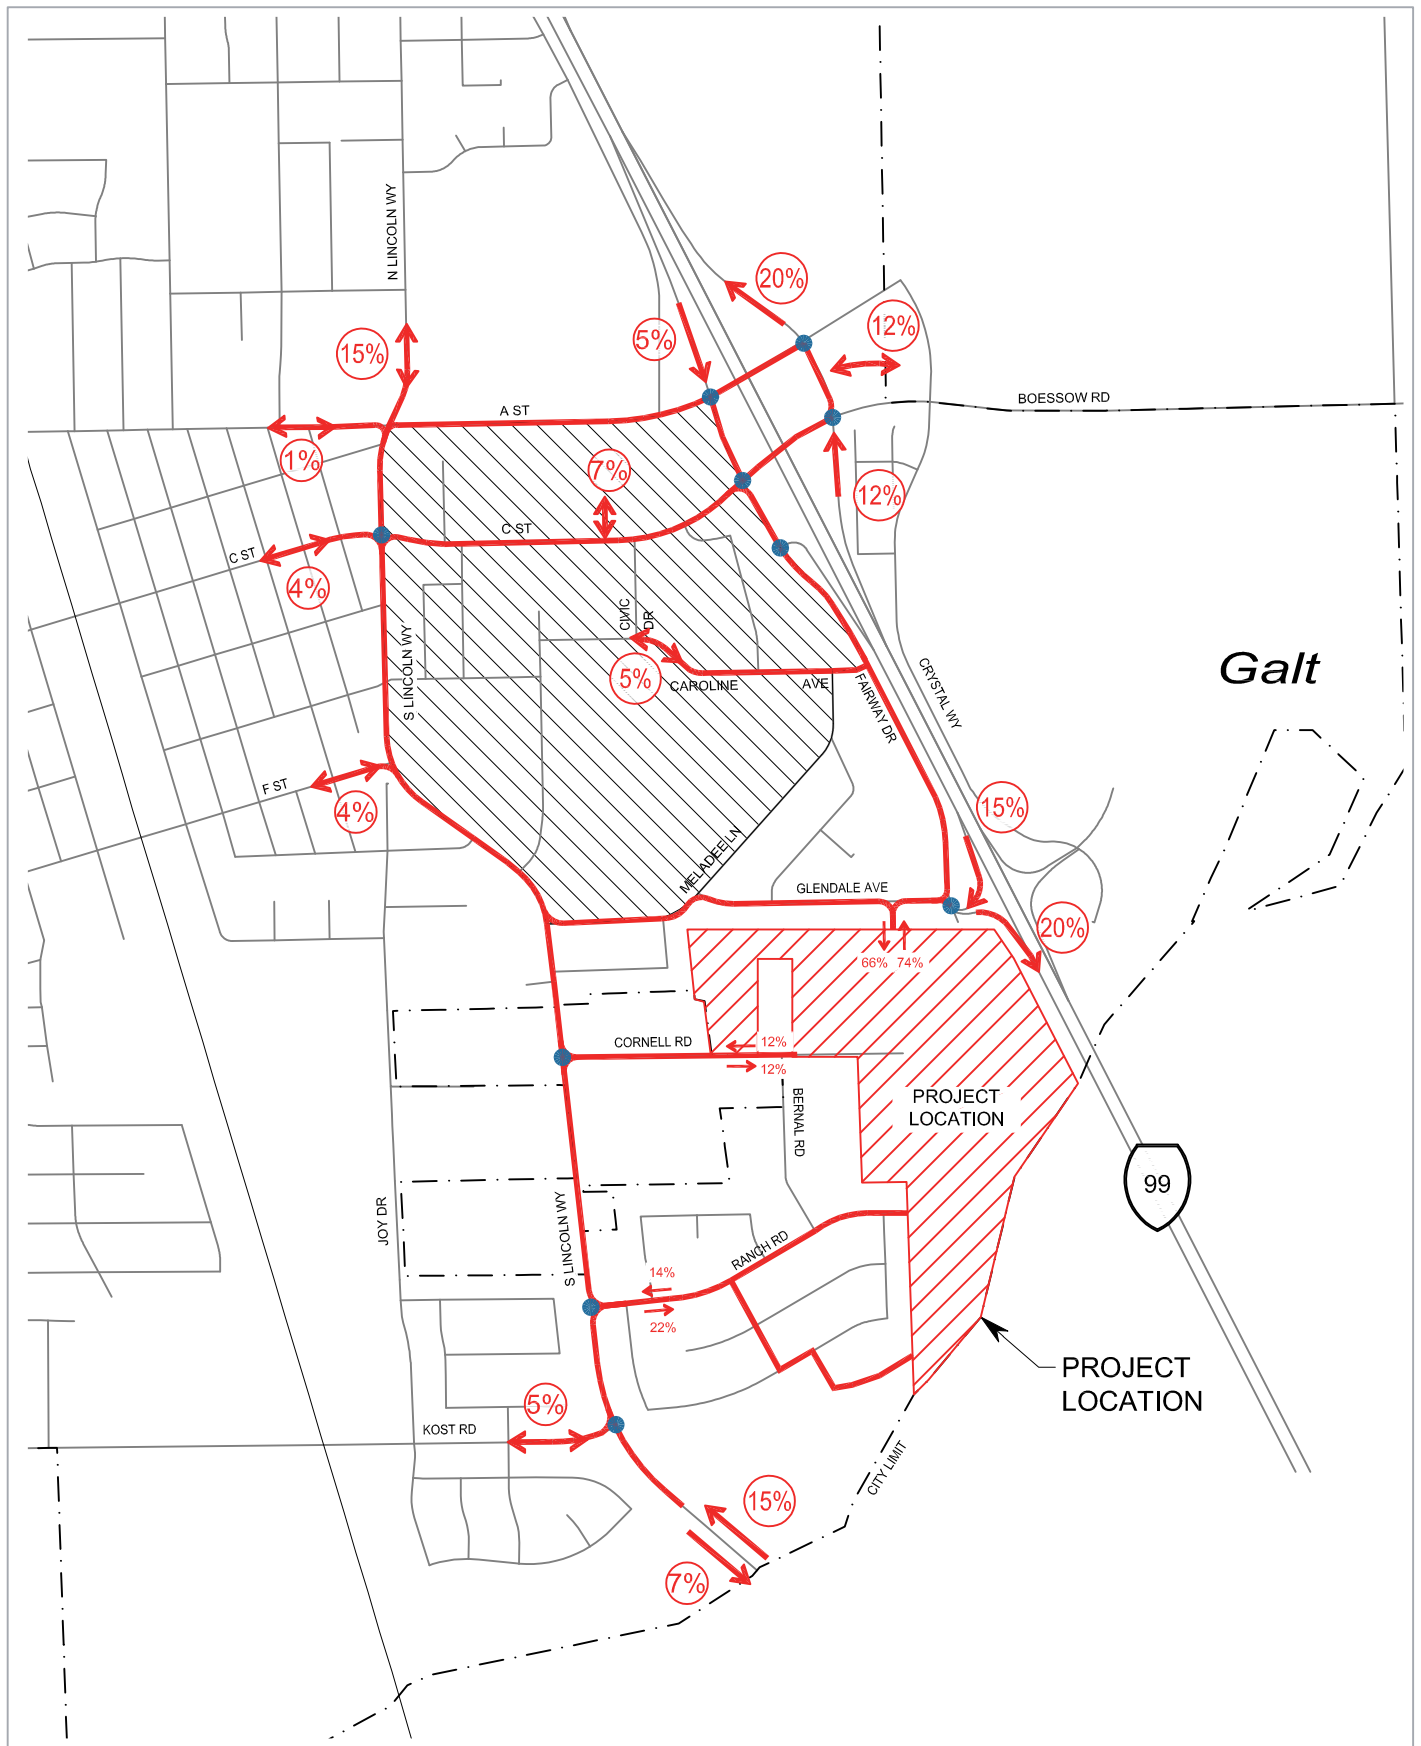 N LINCOLN WY
20%
5%
12%
15%
BOESSOW RD
A ST
1%
7%
12%
C ST
C ST
4%
CIVIC
DR
S LINCOLN WY
5%
CAROLINE
AVE
CRYSTAL WY
Galt
FAIRWAY DR
F ST
4%
15%
MELADEE LN
GLENDALE AVE
20%
66% 74%
CORNELL RD
12%
12%
PROJECT
LOCATION
BERNAL RD
99
JOY DR
S LINCOLN WY
RANCH RD
14%
22%
PROJECT
LOCATION
5%
KOST RD
CITY LIMIT
15%
7%